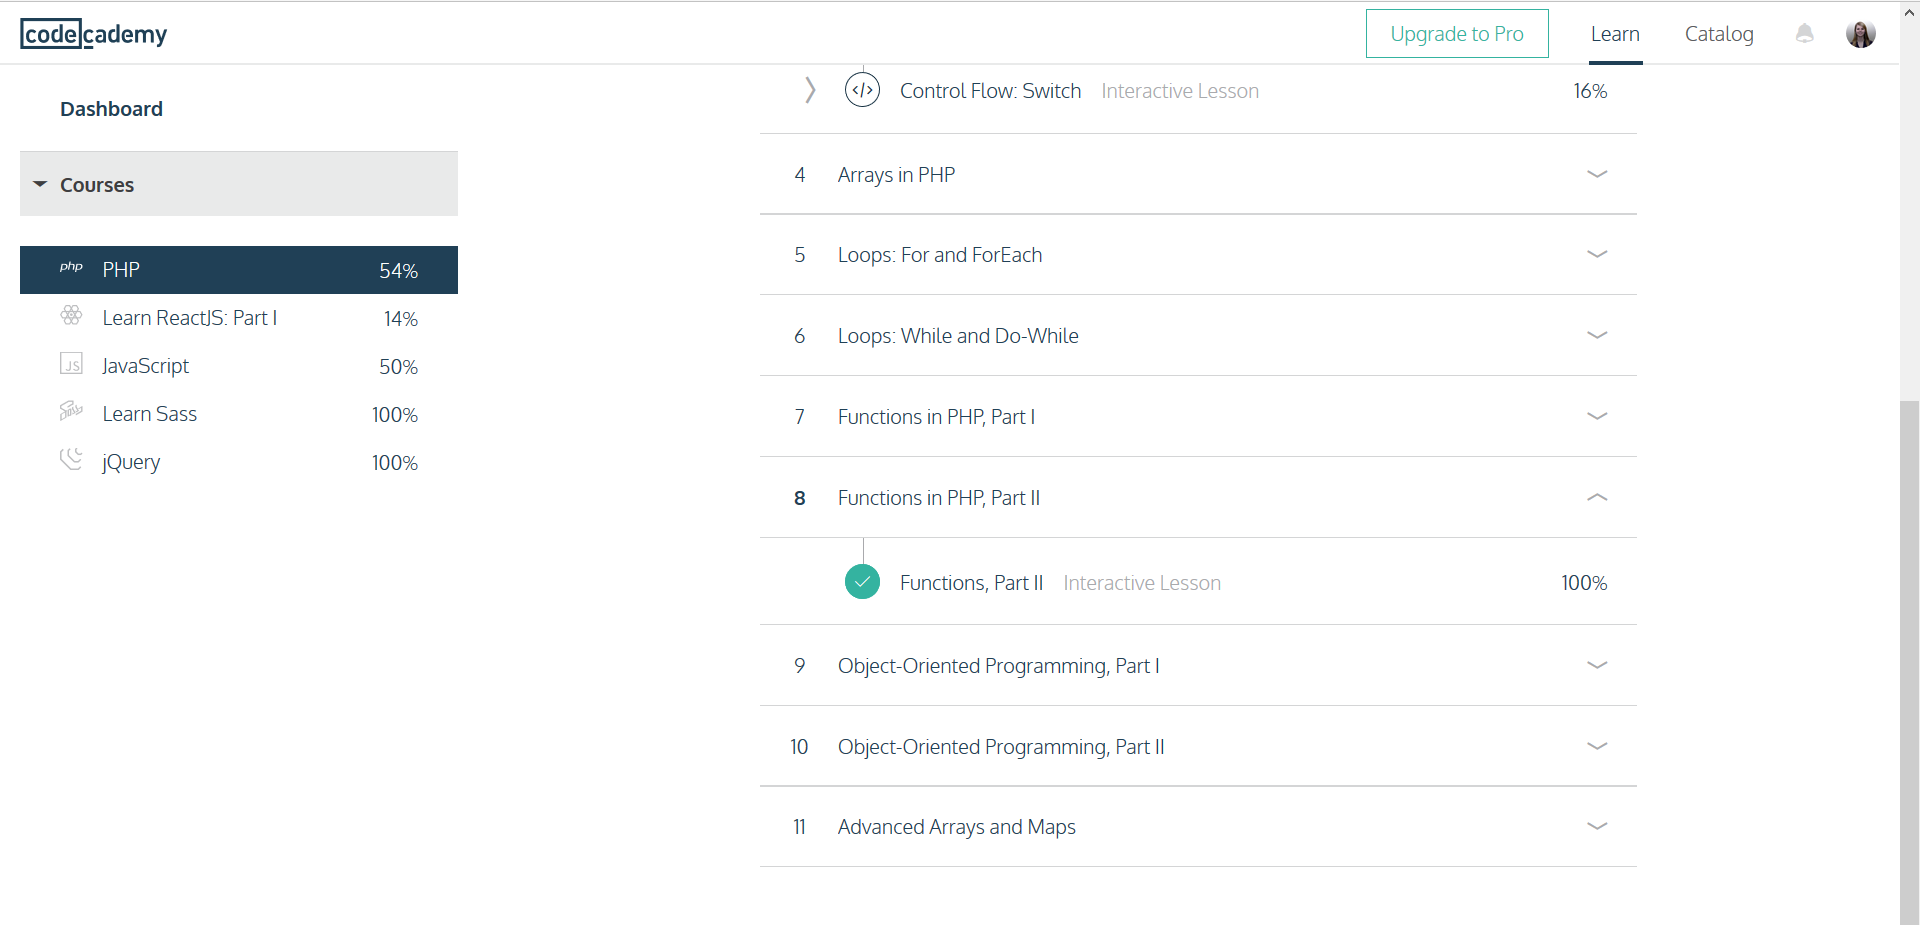 codecademy
Upgrade to Pro
Learn
Catalog
Dashboard
Courses
php PHP 54%
Learn ReactJS: Part I 14%
JS JavaScript 50%
Sass Learn Sass 100%
jQuery 100%
</> Control Flow: Switch Interactive Lesson 16%
4 Arrays in PHP
5 Loops: For and ForEach
6 Loops: While and Do-While
7 Functions in PHP, Part I
8 Functions in PHP, Part II
Functions, Part II Interactive Lesson 100%
9 Object-Oriented Programming, Part I
10 Object-Oriented Programming, Part II
11 Advanced Arrays and Maps